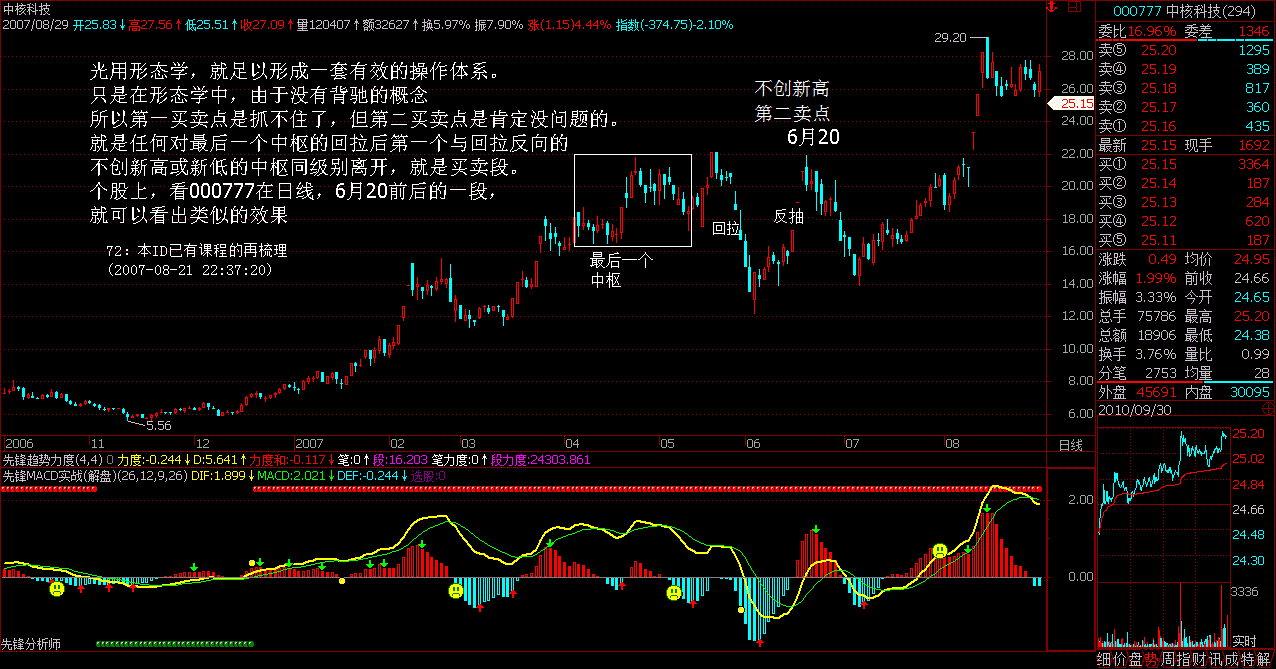 中核科技
2007/08/29 开25.83↓ 高27.56↑ 低25.51↑ 收27.09↑ 量120407↑ 额32627↑ 换5.97% 振7.90% 涨(1.15)4.44% 指数(-374.75)-2.10%
光用形态学，就足以形成一套有效的操作体系。
只是在形态学中，由于没有背驰的概念
所以第一买卖点是抓不住了，但第二买卖点是肯定没问题的。
就是任何对最后一个中枢的回拉后第一个与回拉反向的
不创新高或新低的中枢同级别离开，就是买卖段。
个股上，看000777在日线，6月20前后的一段，
就可以看出类似的效果
72：本ID已有课程的再梳理
(2007-08-21 22:37:20)
不创新高
第二卖点
6月20
29.20
回拉
反抽
最后一个
中枢
5.56
28.00
26.00
25.15
24.00
22.00
20.00
18.00
16.00
14.00
12.00
10.00
8.00
6.00
2006 11 12 2007 02 03 04 05 06 07 08 日线
先锋趋势力度(4,4) 0 力度:-0.244↓ D:5.641↑ 力度和:-0.117↓ 笔:0↑ 段:16.203 笔力度:0↑ 段力度:24303.861
先锋MACD实战(解盘)(26,12,9,26) DIF:1.899↓ MACD:2.021↓ DEF:-0.244↓ 选股:0
2.00
0.00
先锋分析师
000777 中核科技(294)
委比 16.96% 委差 1346
卖⑤ 25.20 1295
卖④ 25.19 389
卖③ 25.18 817
卖② 25.17 360
卖① 25.16 435
最新 25.15 现手 1692
买① 25.15 3364
买② 25.14 187
买③ 25.13 284
买④ 25.12 620
买⑤ 25.11 187
涨跌 0.49 均价 24.95
涨幅 1.99% 前收 24.66
振幅 3.33% 今开 24.65
总手 75786 最高 25.20
总额 18906 最低 24.38
换手 3.76% 量比 0.99
分笔 2753 均量 28
外盘 45691 内盘 30095
2010/09/30
25.20
25.02
24.84
24.66
24.48
24.30
3336
实时
细价盘势周指财讯成特解